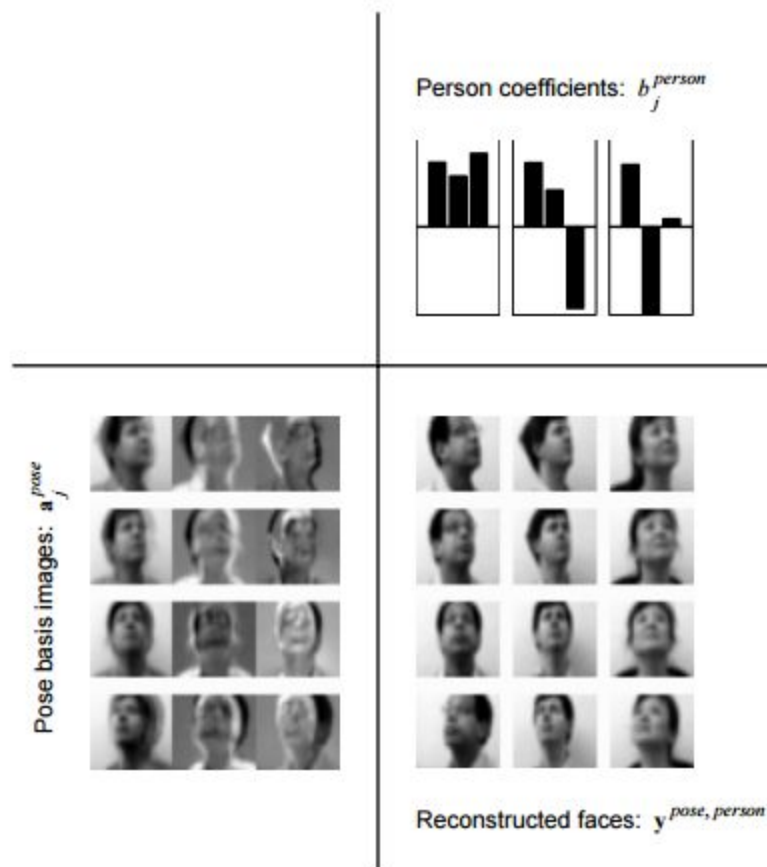 Person coefficients: b_j^{person}
Pose basis images: a_j^{pose}
Reconstructed faces: y^{pose, person}